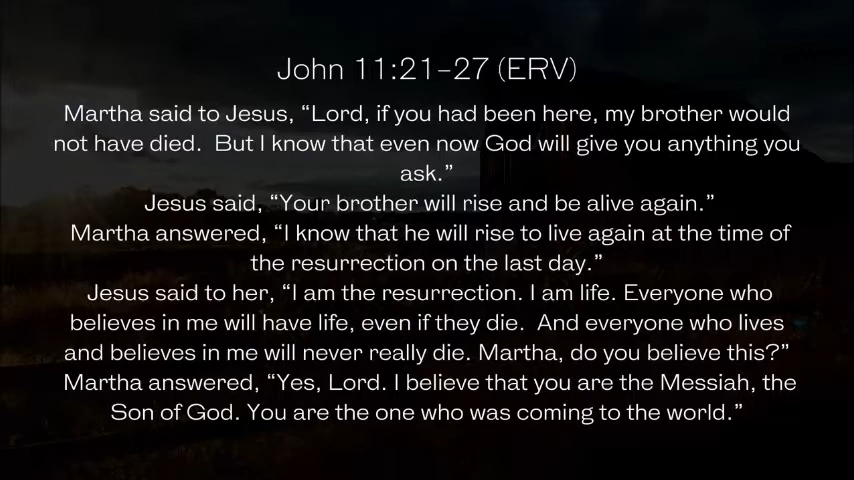 John 11:21–27 (ERV)
Martha said to Jesus, “Lord, if you had been here, my brother would
not have died.  But I know that even now God will give you anything you
ask.”
Jesus said, “Your brother will rise and be alive again.”
Martha answered, “I know that he will rise to live again at the time of
the resurrection on the last day.”
Jesus said to her, “I am the resurrection. I am life. Everyone who
believes in me will have life, even if they die.  And everyone who lives
and believes in me will never really die. Martha, do you believe this?”
Martha answered, “Yes, Lord. I believe that you are the Messiah, the
Son of God. You are the one who was coming to the world.”